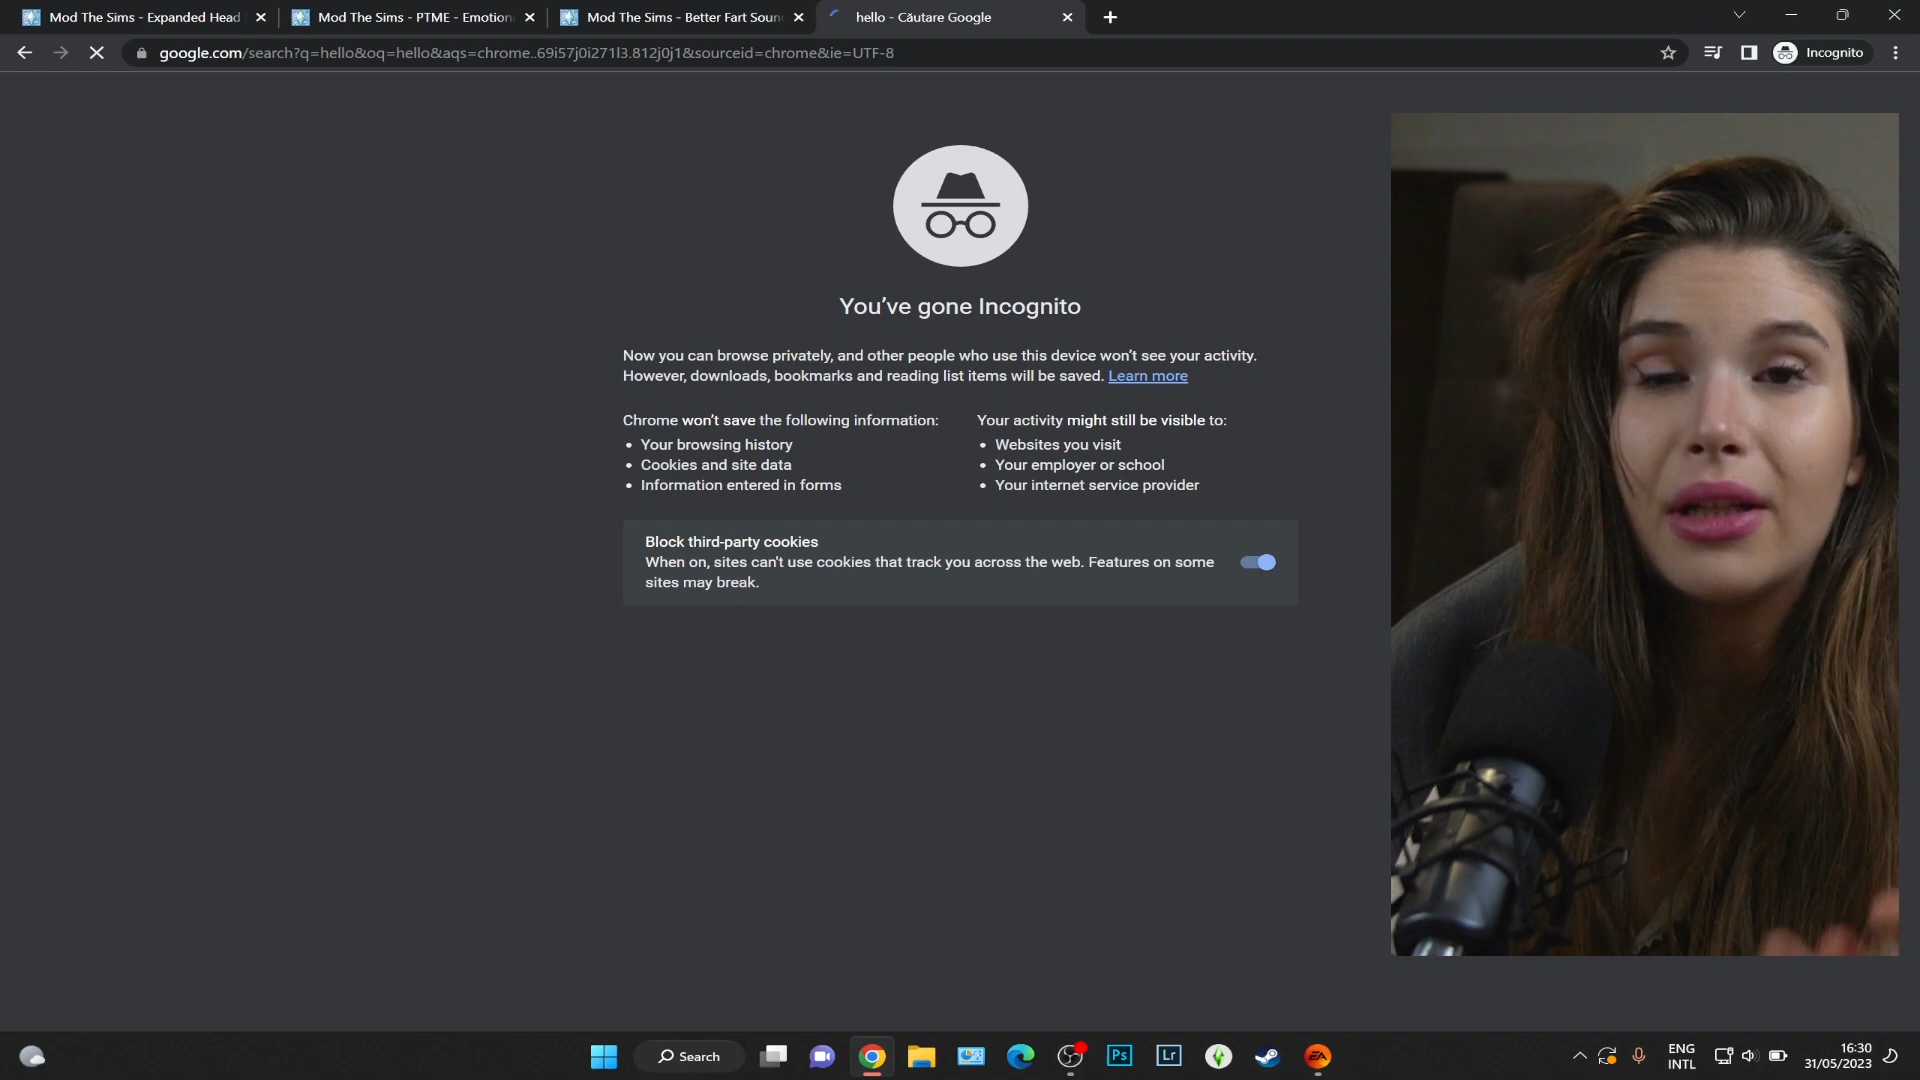 Mod The Sims - Expanded Head
Mod The Sims - PTME - Emotion
Mod The Sims - Better Fart Soun
hello - Căutare Google
google.com/search?q=hello&oq=hello&aqs=chrome..69i57j0i271l3.812j0j1&sourceid=chrome&ie=UTF-8
Incognito
You've gone Incognito
Now you can browse privately, and other people who use this device won't see your activity.
However, downloads, bookmarks and reading list items will be saved. Learn more
Chrome won't save the following information:
• Your browsing history
• Cookies and site data
• Information entered in forms
Your activity might still be visible to:
• Websites you visit
• Your employer or school
• Your internet service provider
Block third-party cookies
When on, sites can't use cookies that track you across the web. Features on some
sites may break.
Search
Ps
Lr
EA
ENG
INTL
16:30
31/05/2023